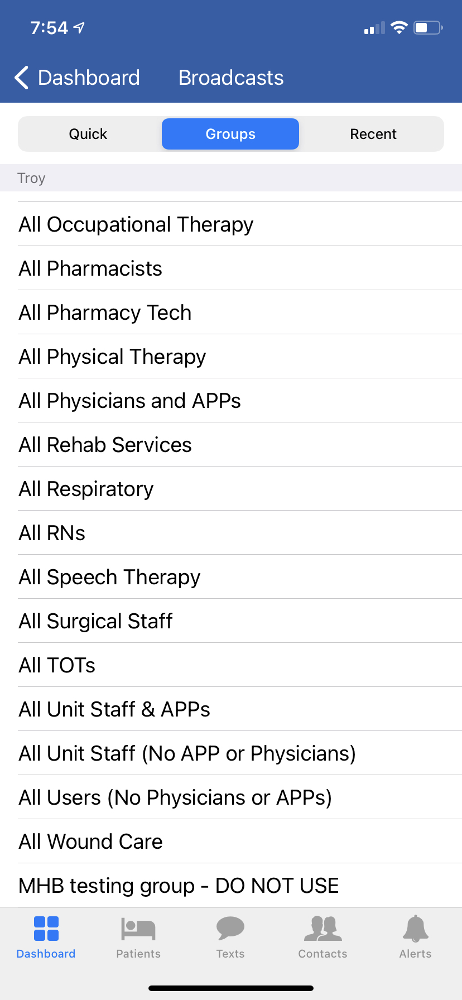 7:54
Dashboard Broadcasts
Quick Groups Recent
Troy
All Occupational Therapy
All Pharmacists
All Pharmacy Tech
All Physical Therapy
All Physicians and APPs
All Rehab Services
All Respiratory
All RNs
All Speech Therapy
All Surgical Staff
All TOTs
All Unit Staff & APPs
All Unit Staff (No APP or Physicians)
All Users (No Physicians or APPs)
All Wound Care
MHB testing group - DO NOT USE
Dashboard Patients Texts Contacts Alerts